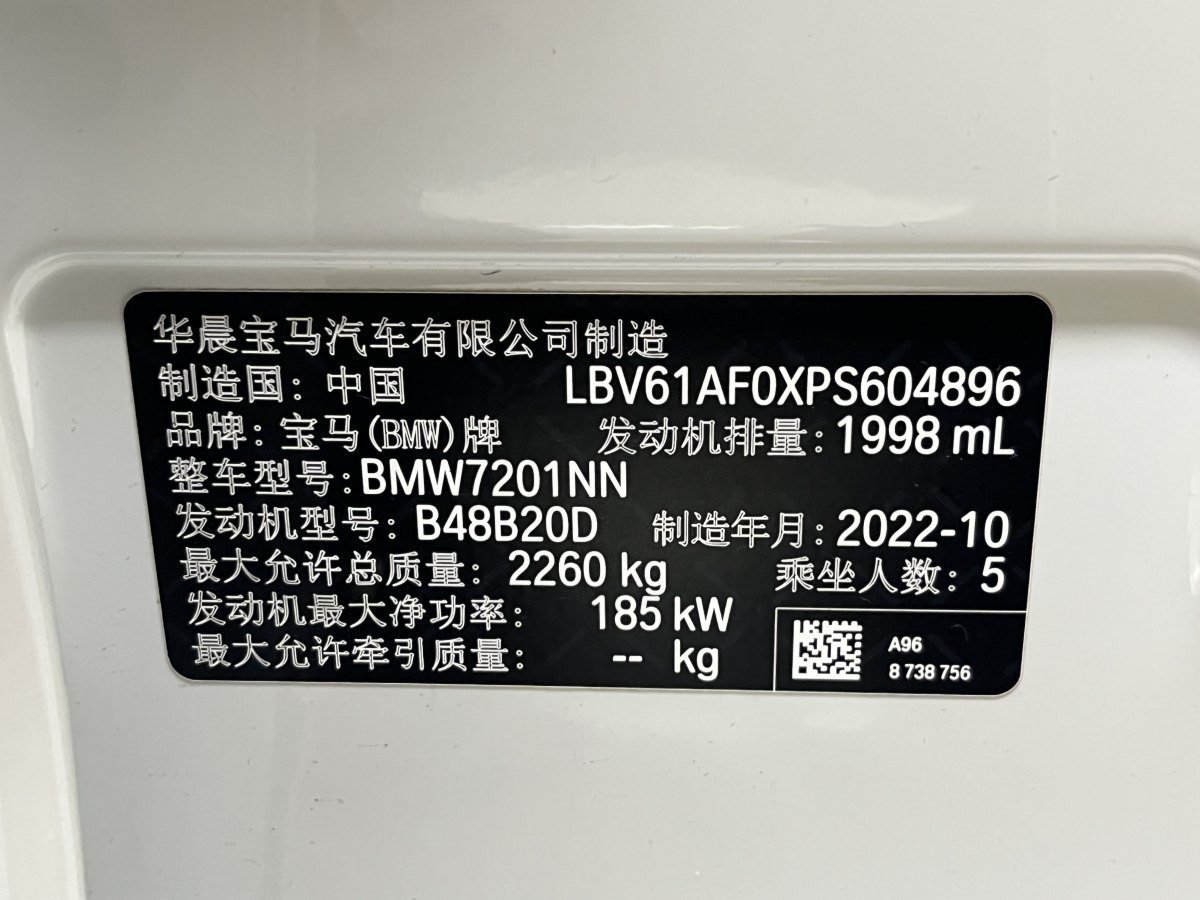 华晨宝马汽车有限公司制造
制造国：中国 LBV61AF0XPS604896
品牌：宝马(BMW)牌 发动机排量：1998 mL
整车型号：BMW7201NN
发动机型号：B48B20D 制造年月：2022-10
最大允许总质量：2260 kg 乘坐人数：5
发动机最大净功率：185 kW
最大允许牵引质量：-- kg
A96
8 738 756